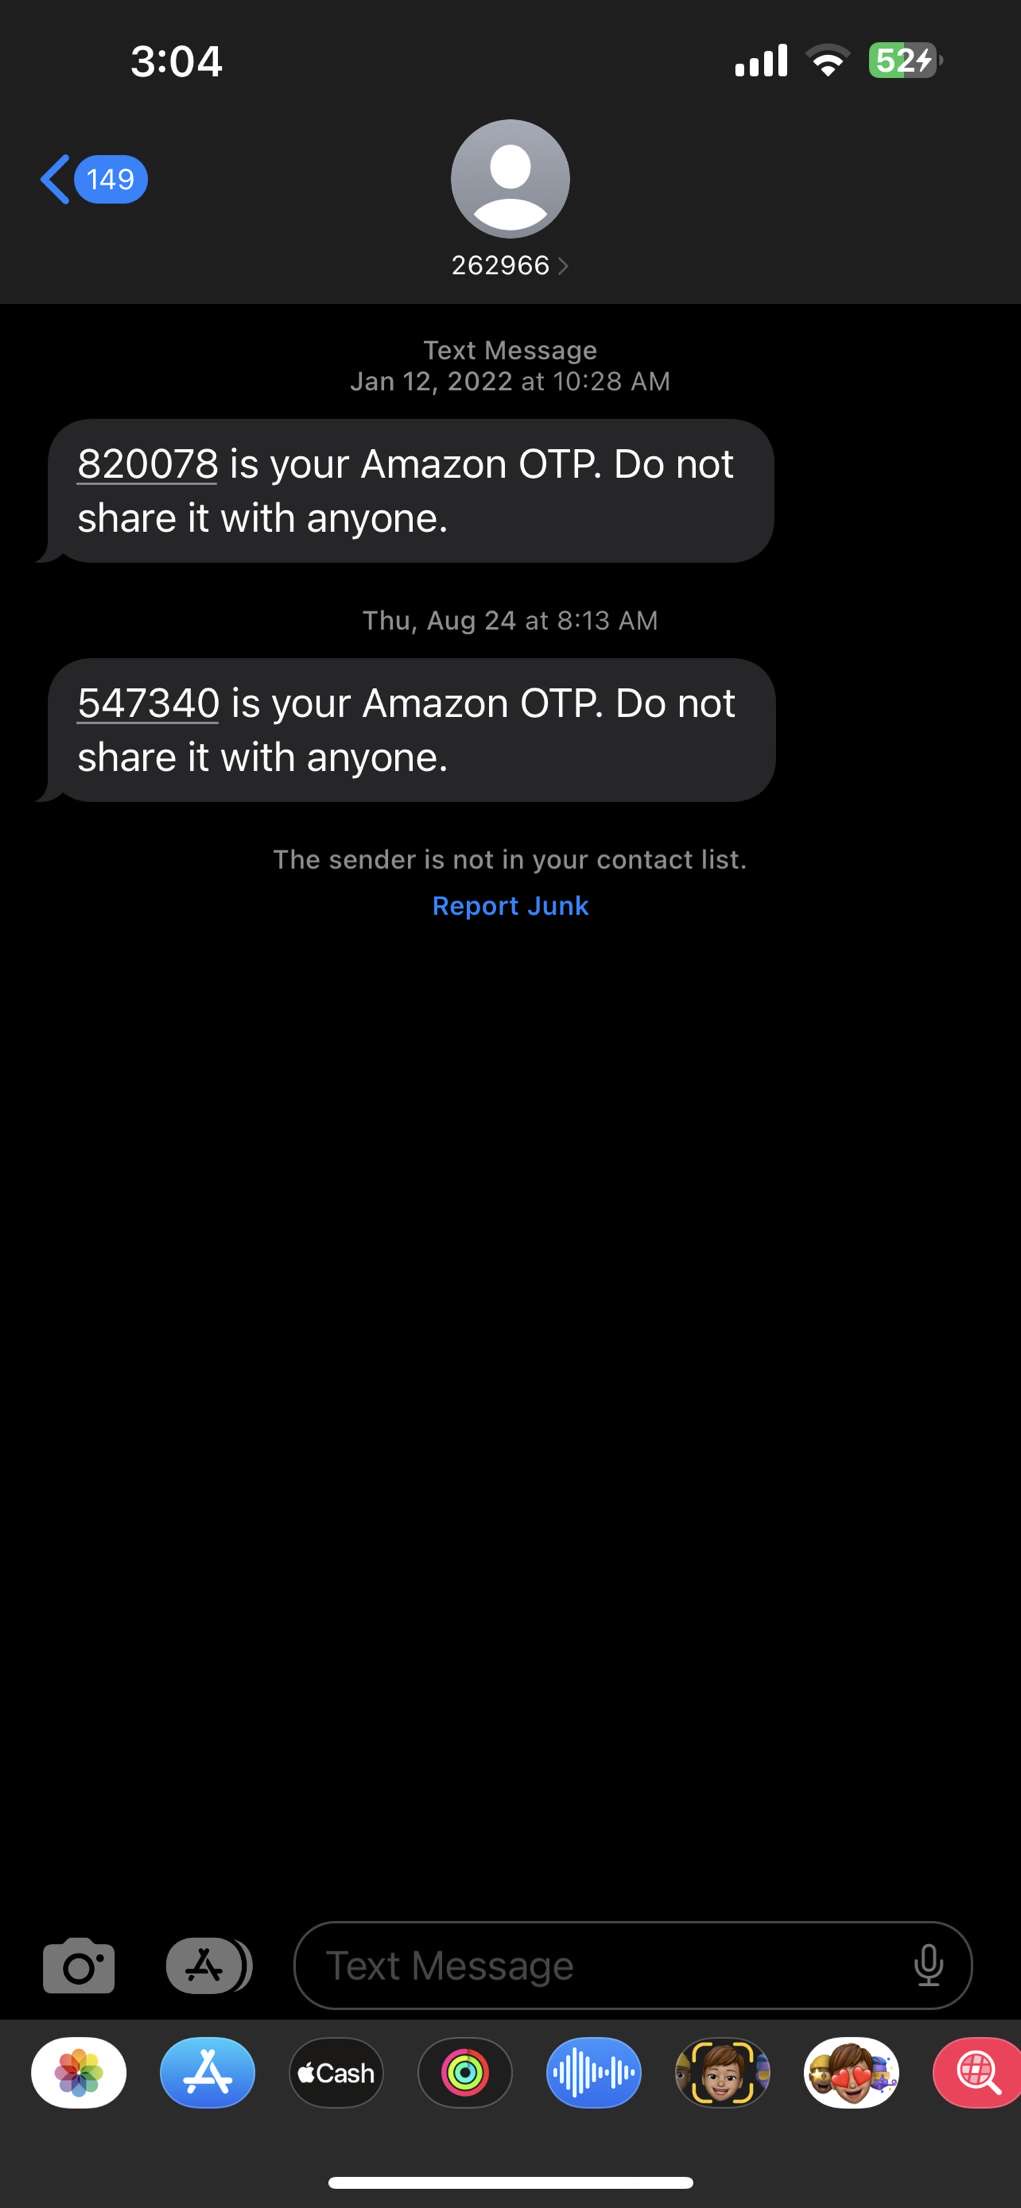 3:04
52
149
262966
Text Message
Jan 12, 2022 at 10:28 AM
820078 is your Amazon OTP. Do not
share it with anyone.
Thu, Aug 24 at 8:13 AM
547340 is your Amazon OTP. Do not
share it with anyone.
The sender is not in your contact list.
Report Junk
Text Message
Cash